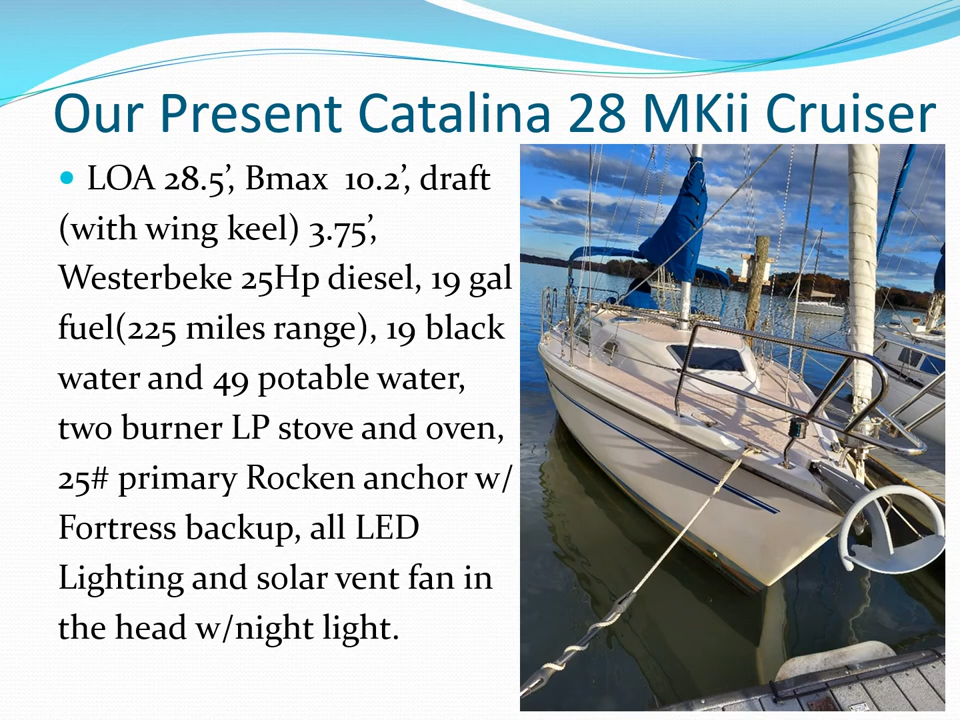 Our Present Catalina 28 MKii Cruiser
• LOA 28.5’, Bmax 10.2’, draft
(with wing keel) 3.75’,
Westerbeke 25Hp diesel, 19 gal
fuel(225 miles range), 19 black
water and 49 potable water,
two burner LP stove and oven,
25# primary Rocken anchor w/
Fortress backup, all LED
Lighting and solar vent fan in
the head w/night light.